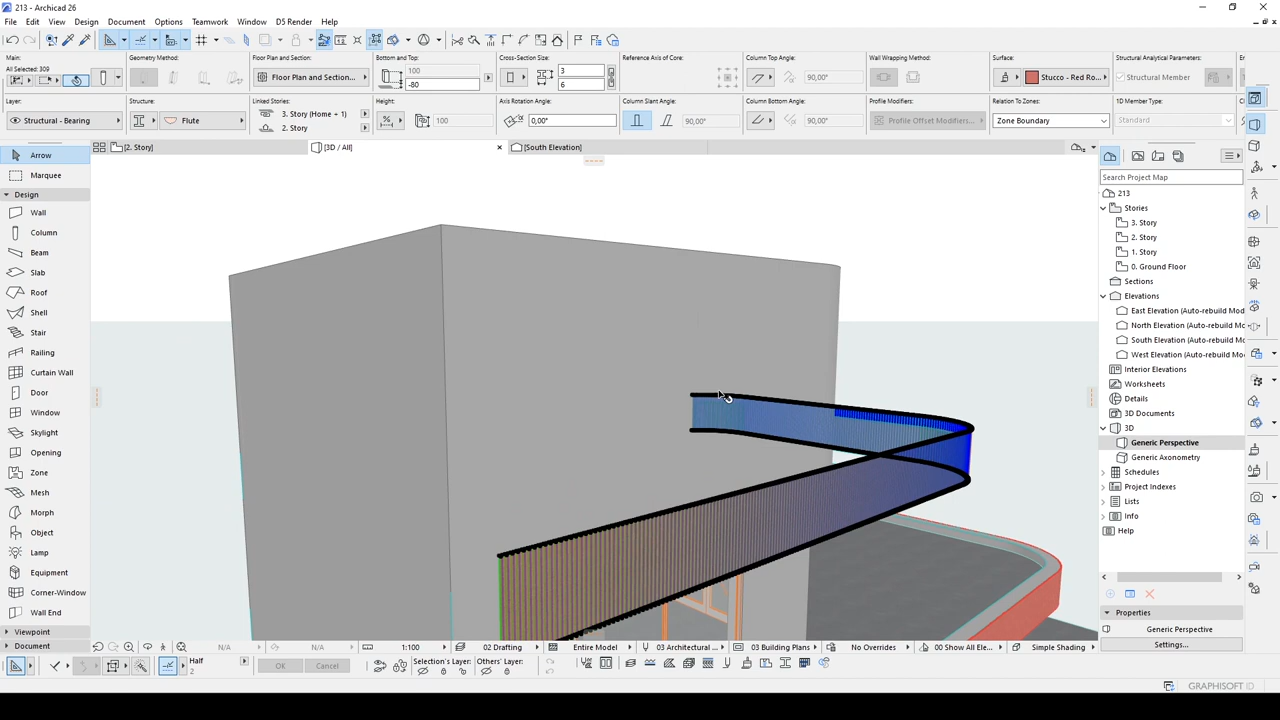 213 - Archicad 26
File Edit View Design Document Options Teamwork Window D5 Render Help
Main: Geometry Method: Floor Plan and Section: Bottom and Top: Cross-Section Size: Reference Axis of Core: Column Top Angle: Wall Wrapping Method: Surface: Structural Analytical Parameters:
All Selected: 309
Floor Plan and Section... 100 3 90,00° Stucco - Red Ro... Structural Member
-80 6
Layer: Structure: Linked Stories: Height: Axis Rotation Angle: Column Slant Angle: Column Bottom Angle: Profile Modifiers: Relation To Zones: 1D Member Type:
3. Story (Home + 1)
Structural - Bearing Flute 100 0,00° 90,00° 90,00° Profile Offset Modifiers... Zone Boundary Standard
2. Story
[2. Story] [3D / All] [South Elevation]
Arrow
Marquee
Design
Wall
Column
Beam
Slab
Roof
Shell
Stair
Railing
Curtain Wall
Door
Window
Skylight
Opening
Zone
Mesh
Morph
Object
Lamp
Equipment
Corner-Window
Wall End
Viewpoint
Document
Search Project Map
213
Stories
3. Story
2. Story
1. Story
0. Ground Floor
Sections
Elevations
East Elevation (Auto-rebuild Mod
North Elevation (Auto-rebuild Mo
South Elevation (Auto-rebuild Mo
West Elevation (Auto-rebuild Mod
Interior Elevations
Worksheets
Details
3D Documents
3D
Generic Perspective
Generic Axonometry
Schedules
Project Indexes
Lists
Info
Help
Properties
Generic Perspective
Settings...
N/A N/A 1:100 02 Drafting Entire Model 03 Architectural ... 03 Building Plans No Overrides 00 Show All Ele... Simple Shading
Half
2
OK Cancel Selection's Layer: Others' Layer:
GRAPHISOFT ID